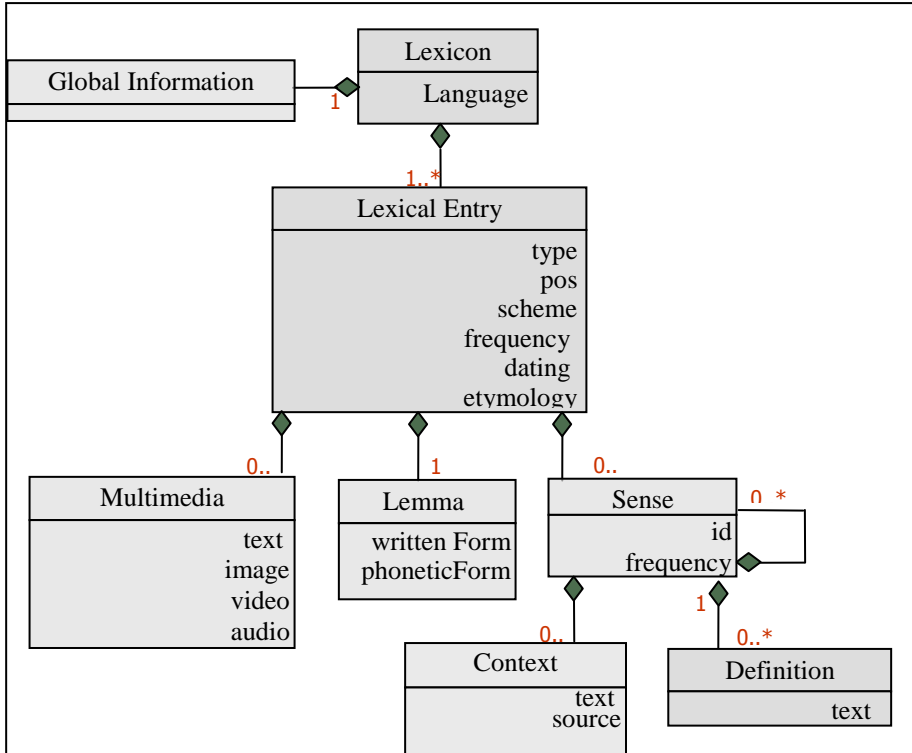 Lexicon
Global Information
Language
1
1..*
Lexical Entry
type
pos
scheme
frequency
dating
etymology
0..
1
0..
Multimedia
text
image
video
audio
Lemma
written Form
phoneticForm
Sense
0..*
id
frequency
1
0..
0..*
Context
text
source
Definition
text